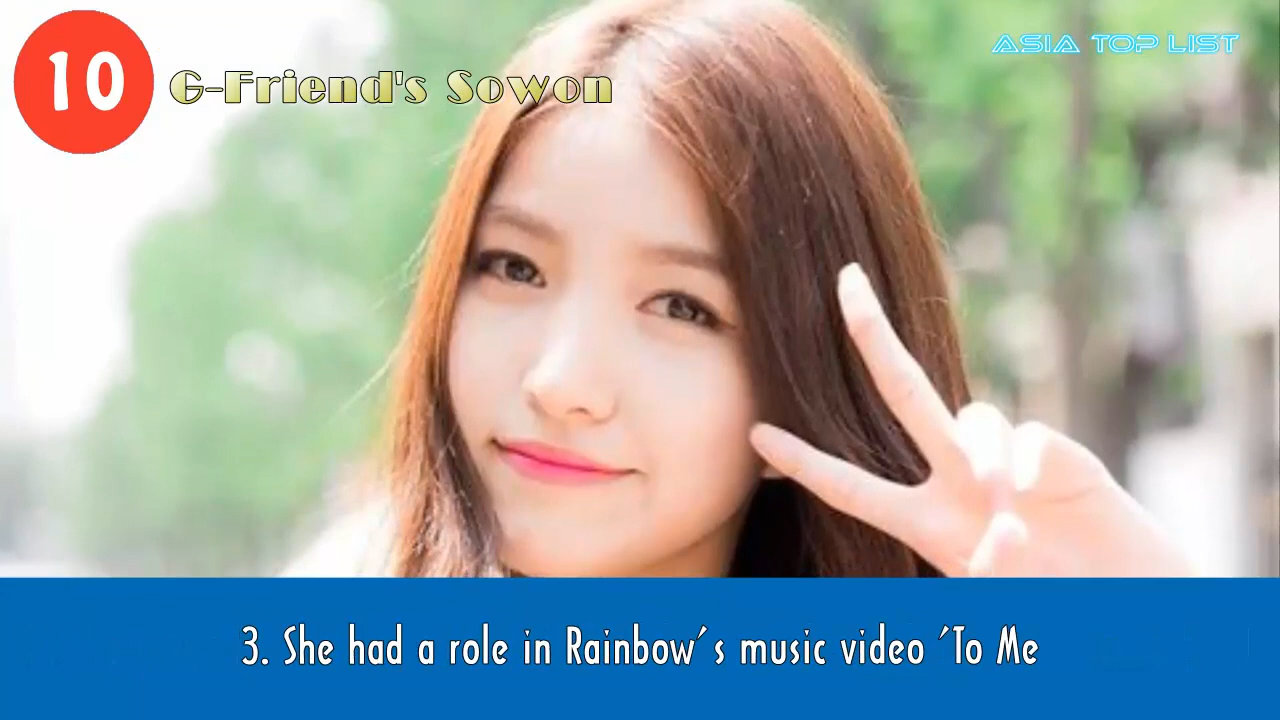 10
G-Friend's Sowon
ASIA TOP LIST
3. She had a role in Rainbow´s music video ´To Me